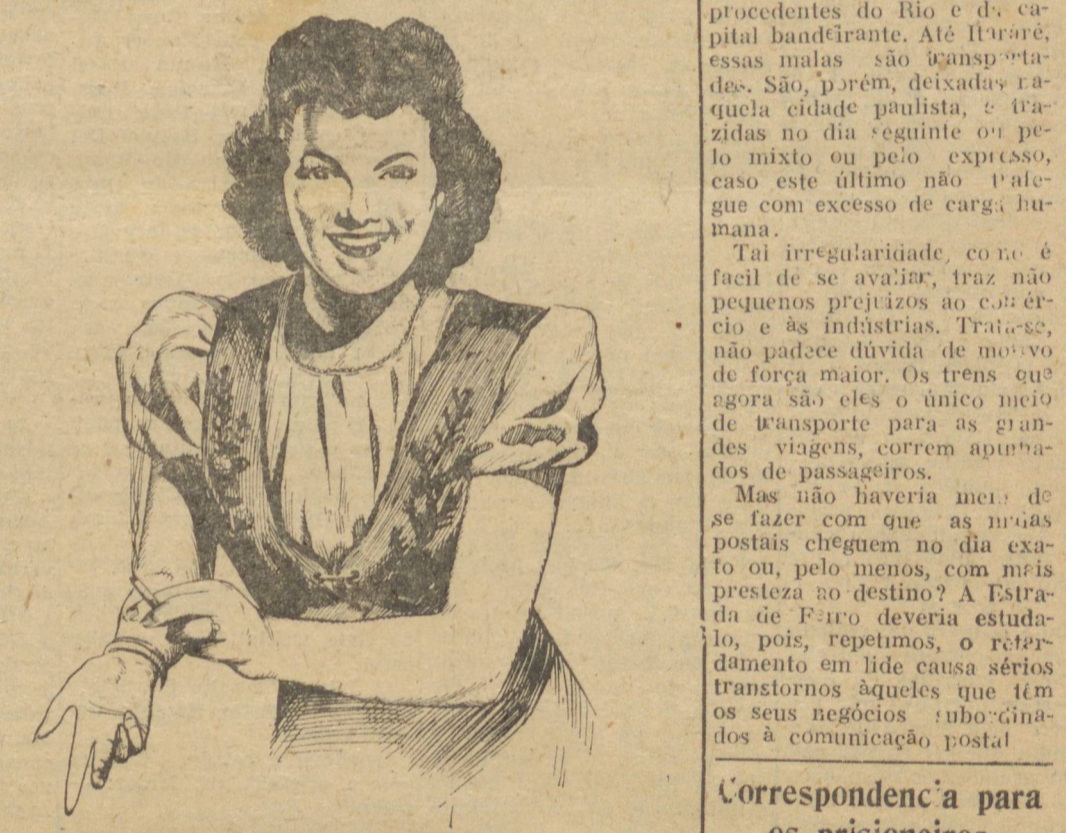 procedentes do Rio e da ca-
pital bandeirante. Até Itararé,
essas malas são transporta-
das. São, porém, deixadas na-
quela cidade paulista, e tra-
zidas no dia seguinte ou pe-
lo mixto ou pelo expresso,
caso este último não trafe-
gue com excesso de carga hu-
mana.
Tal irregularidade, como é
facil de se avaliar, traz não
pequenos prejuizos ao comér-
cio e às indústrias. Trata-se,
não padece dúvida de motivo
de força maior. Os trens que
agora são eles o único meio
de transporte para as gran-
des viagens, correm apinha-
dos de passageiros.
Mas não haveria meio de
se fazer com que as malas
postais cheguem no dia exa-
to ou, pelo menos, com mais
presteza ao destino? A Estra-
da de Ferro deveria estuda-
lo, pois, repetimos, o retar-
damento em lide causa sérios
transtornos àqueles que têm
os seus negócios subordina-
dos à comunicação postal
Correspondencia para
os prisioneiros